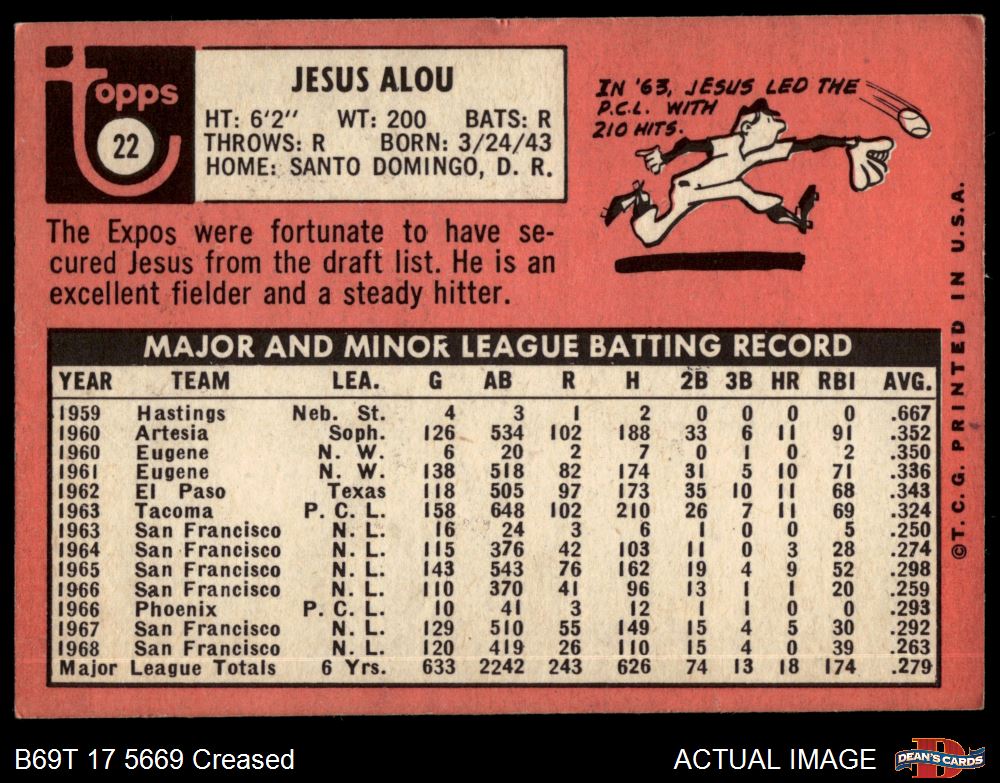 Topps
22
JESUS ALOU
HT: 6'2" WT: 200 BATS: R
THROWS: R BORN: 3/24/43
HOME: SANTO DOMINGO, D. R.
IN '63, JESUS LED THE
P.C.L. WITH
210 HITS.
The Expos were fortunate to have se-
cured Jesus from the draft list. He is an
excellent fielder and a steady hitter.
MAJOR AND MINOR LEAGUE BATTING RECORD
YEAR TEAM LEA. G AB R H 2B 3B HR RBI AVG.
1959 Hastings Neb. St. 4 3 1 2 0 0 0 0 .667
1960 Artesia Soph. 126 534 102 188 33 6 11 91 .352
1960 Eugene N. W. 6 20 2 7 0 1 0 2 .350
1961 Eugene N. W. 138 518 82 174 31 5 10 71 .336
1962 El Paso Texas 118 505 97 173 35 10 11 68 .343
1963 Tacoma P. C. L. 158 648 102 210 26 7 11 69 .324
1963 San Francisco N. L. 16 24 3 6 1 0 0 5 .250
1964 San Francisco N. L. 115 376 42 103 11 0 3 28 .274
1965 San Francisco N. L. 143 543 76 162 19 4 9 52 .298
1966 San Francisco N. L. 110 370 41 96 13 1 1 20 .259
1966 Phoenix P. C. L. 10 41 3 12 1 1 0 0 .293
1967 San Francisco N. L. 129 510 55 149 15 4 5 30 .292
1968 San Francisco N. L. 120 419 26 110 15 4 0 39 .263
Major League Totals 6 Yrs. 633 2242 243 626 74 13 18 174 .279
©T. C. G. PRINTED IN U.S.A.
B69T 17 5669 Creased
ACTUAL IMAGE
D
DEAN'S CARDS